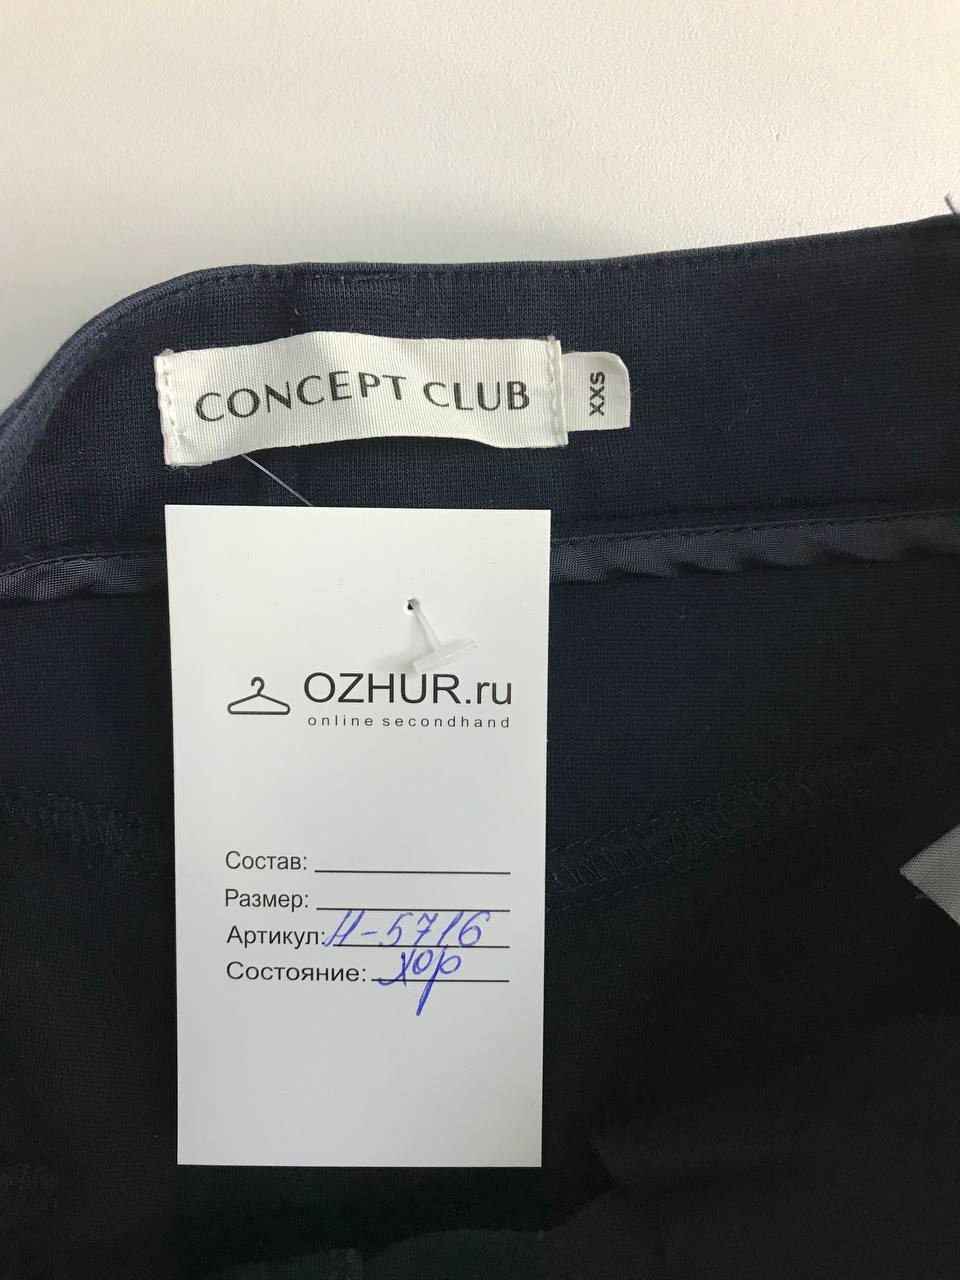 CONCEPT CLUB
XXS
OZHUR.ru
online secondhand
Состав:
Размер:
Артикул: Н-5716
Состояние: хор